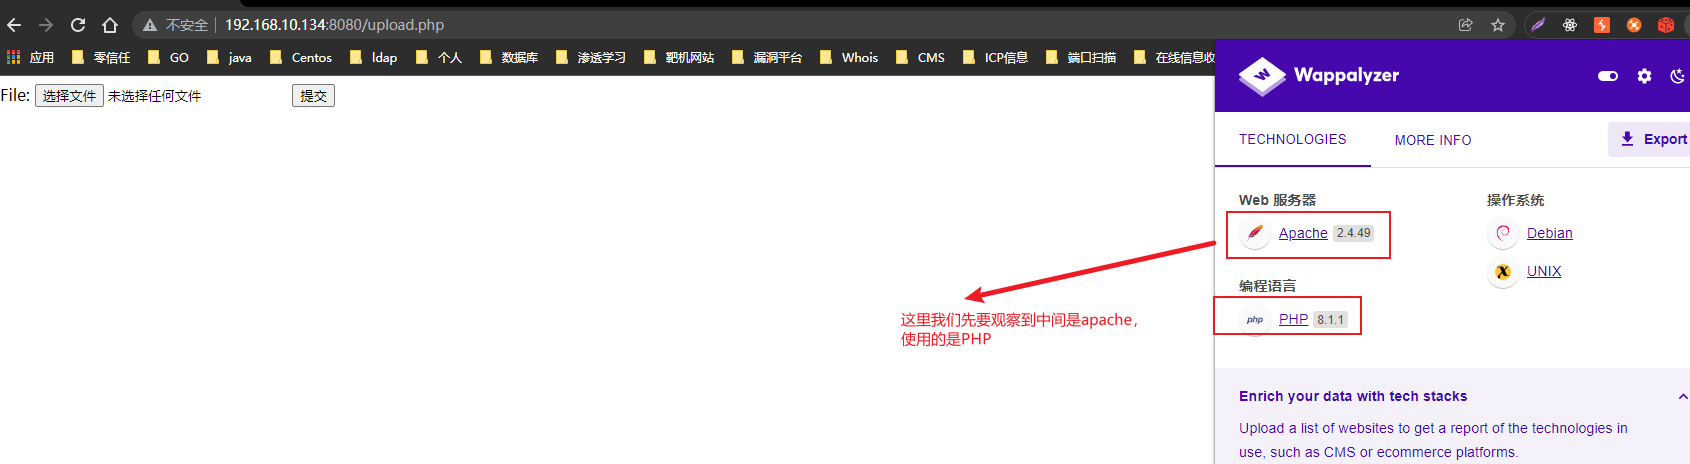 不安全 192.168.10.134:8080/upload.php
应用 零信任 GO java Centos ldap 个人 数据库 渗透学习 靶机网站 漏洞平台 Whois CMS ICP信息 端口扫描 在线信息收
File: 选择文件 未选择任何文件 提交
Wappalyzer
TECHNOLOGIES MORE INFO Export
Web 服务器 操作系统
Apache 2.4.49 Debian
UNIX
编程语言
php PHP 8.1.1
这里我们先要观察到中间是apache，
使用的是PHP
Enrich your data with tech stacks
Upload a list of websites to get a report of the technologies in
use, such as CMS or ecommerce platforms.